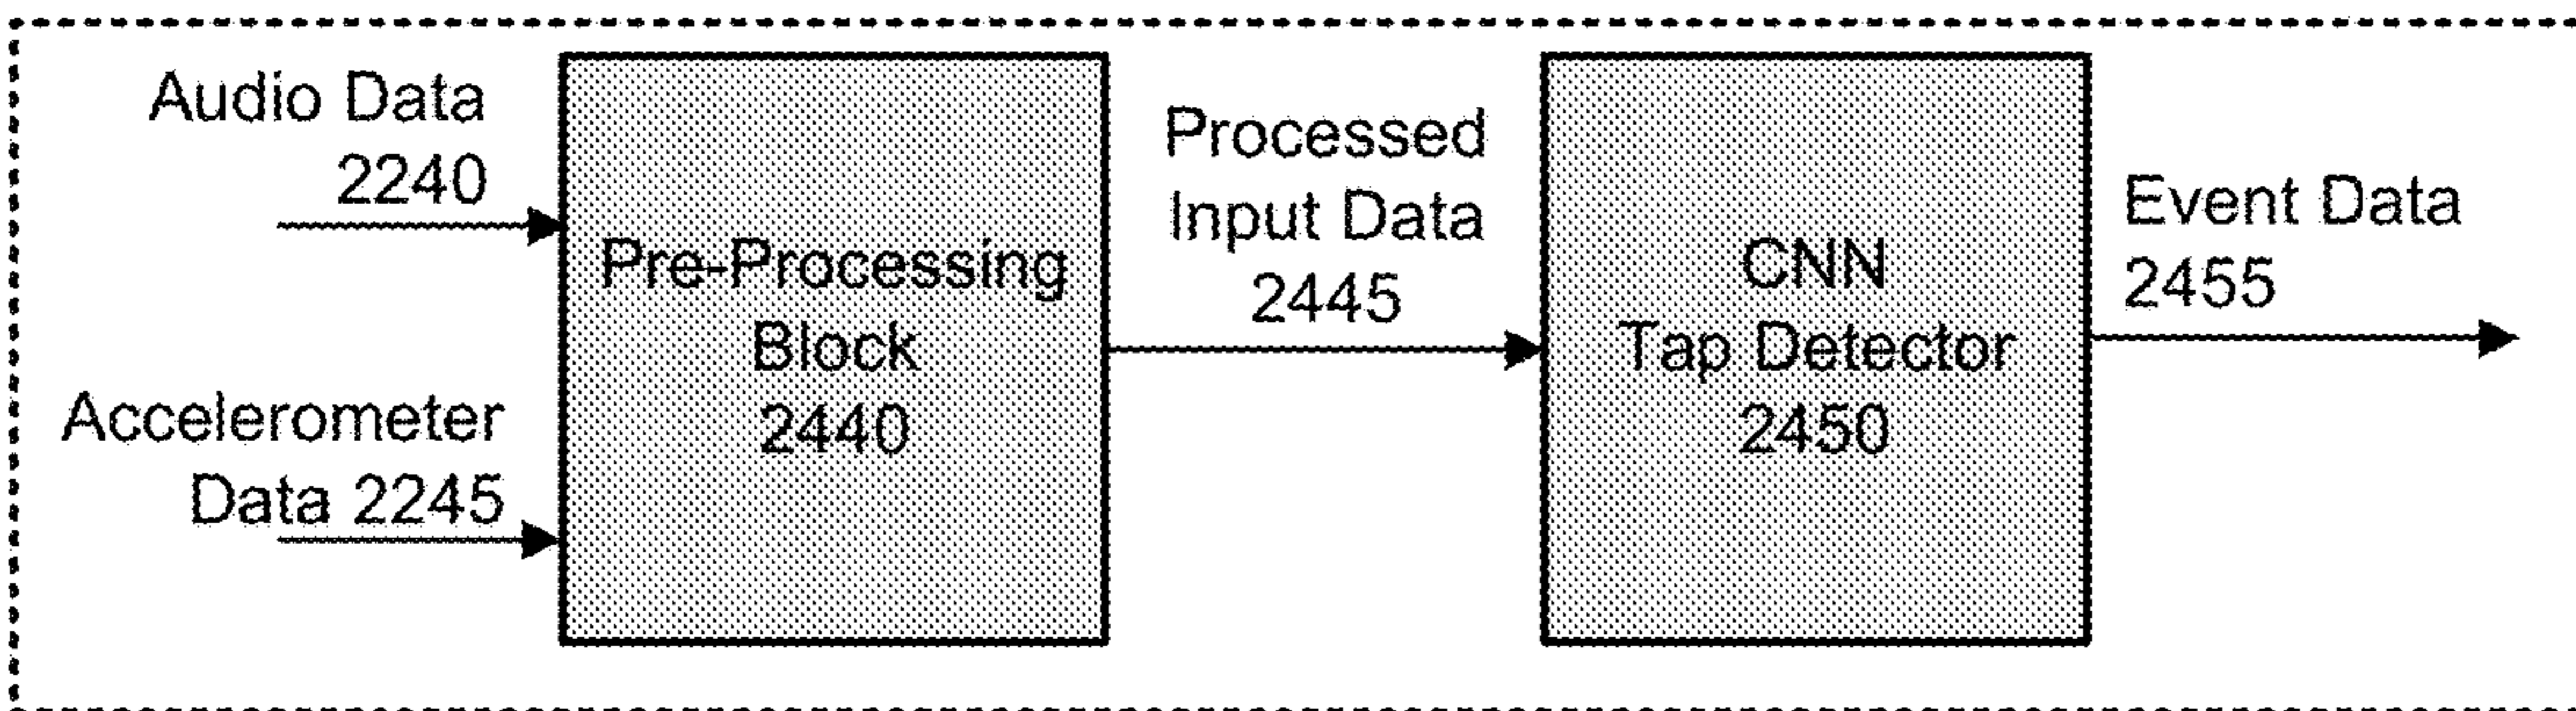 Audio Data
2240
Accelerometer
Data 2245
Pre-Processing
Block
2440
Processed
Input Data
2445
CNN
Tap Detector
2450
Event Data
2455